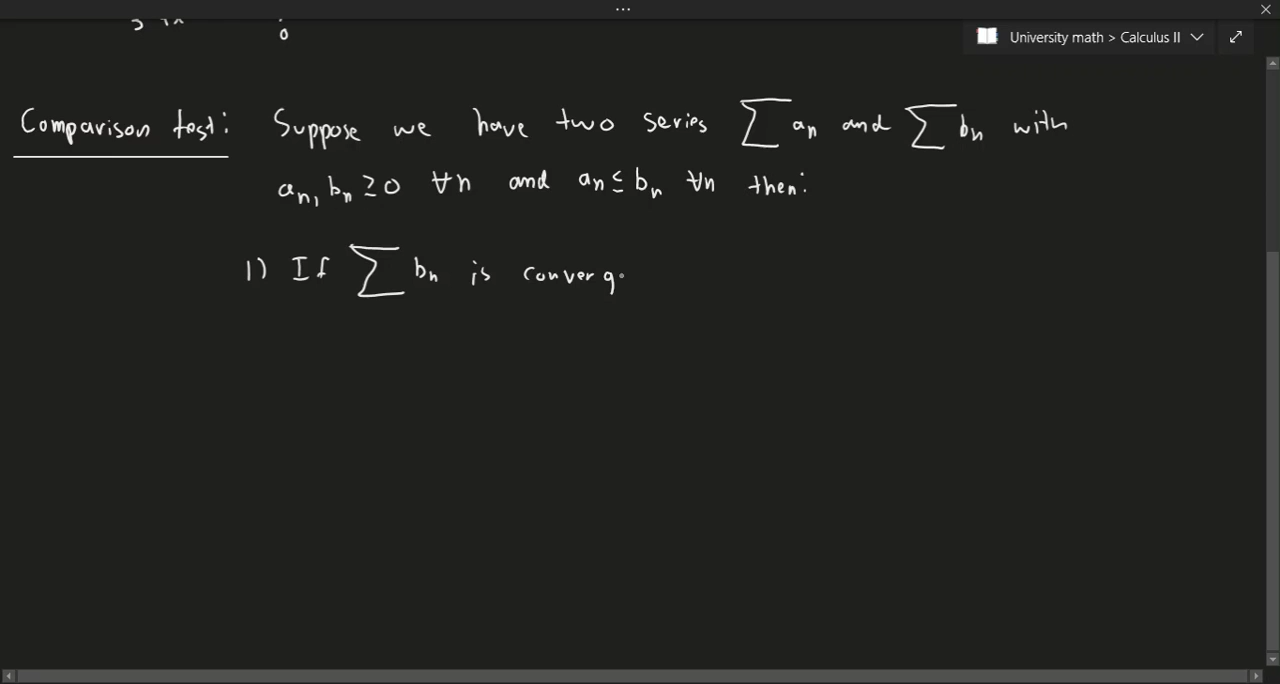 ...
University math > Calculus II
0
Comparison test: Suppose we have two series ∑ aₙ and ∑ bₙ with
aₙ, bₙ ≥ 0 ∀n and aₙ ≤ bₙ ∀n then:
1) If ∑ bₙ is converg